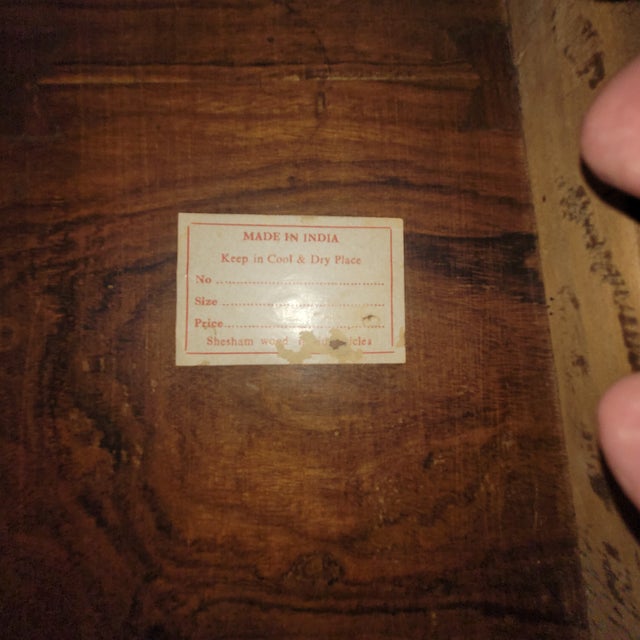 MADE IN INDIA
Keep in Cool & Dry Place
No ................................................
Size ................................................
Price................................................
Shesham wood